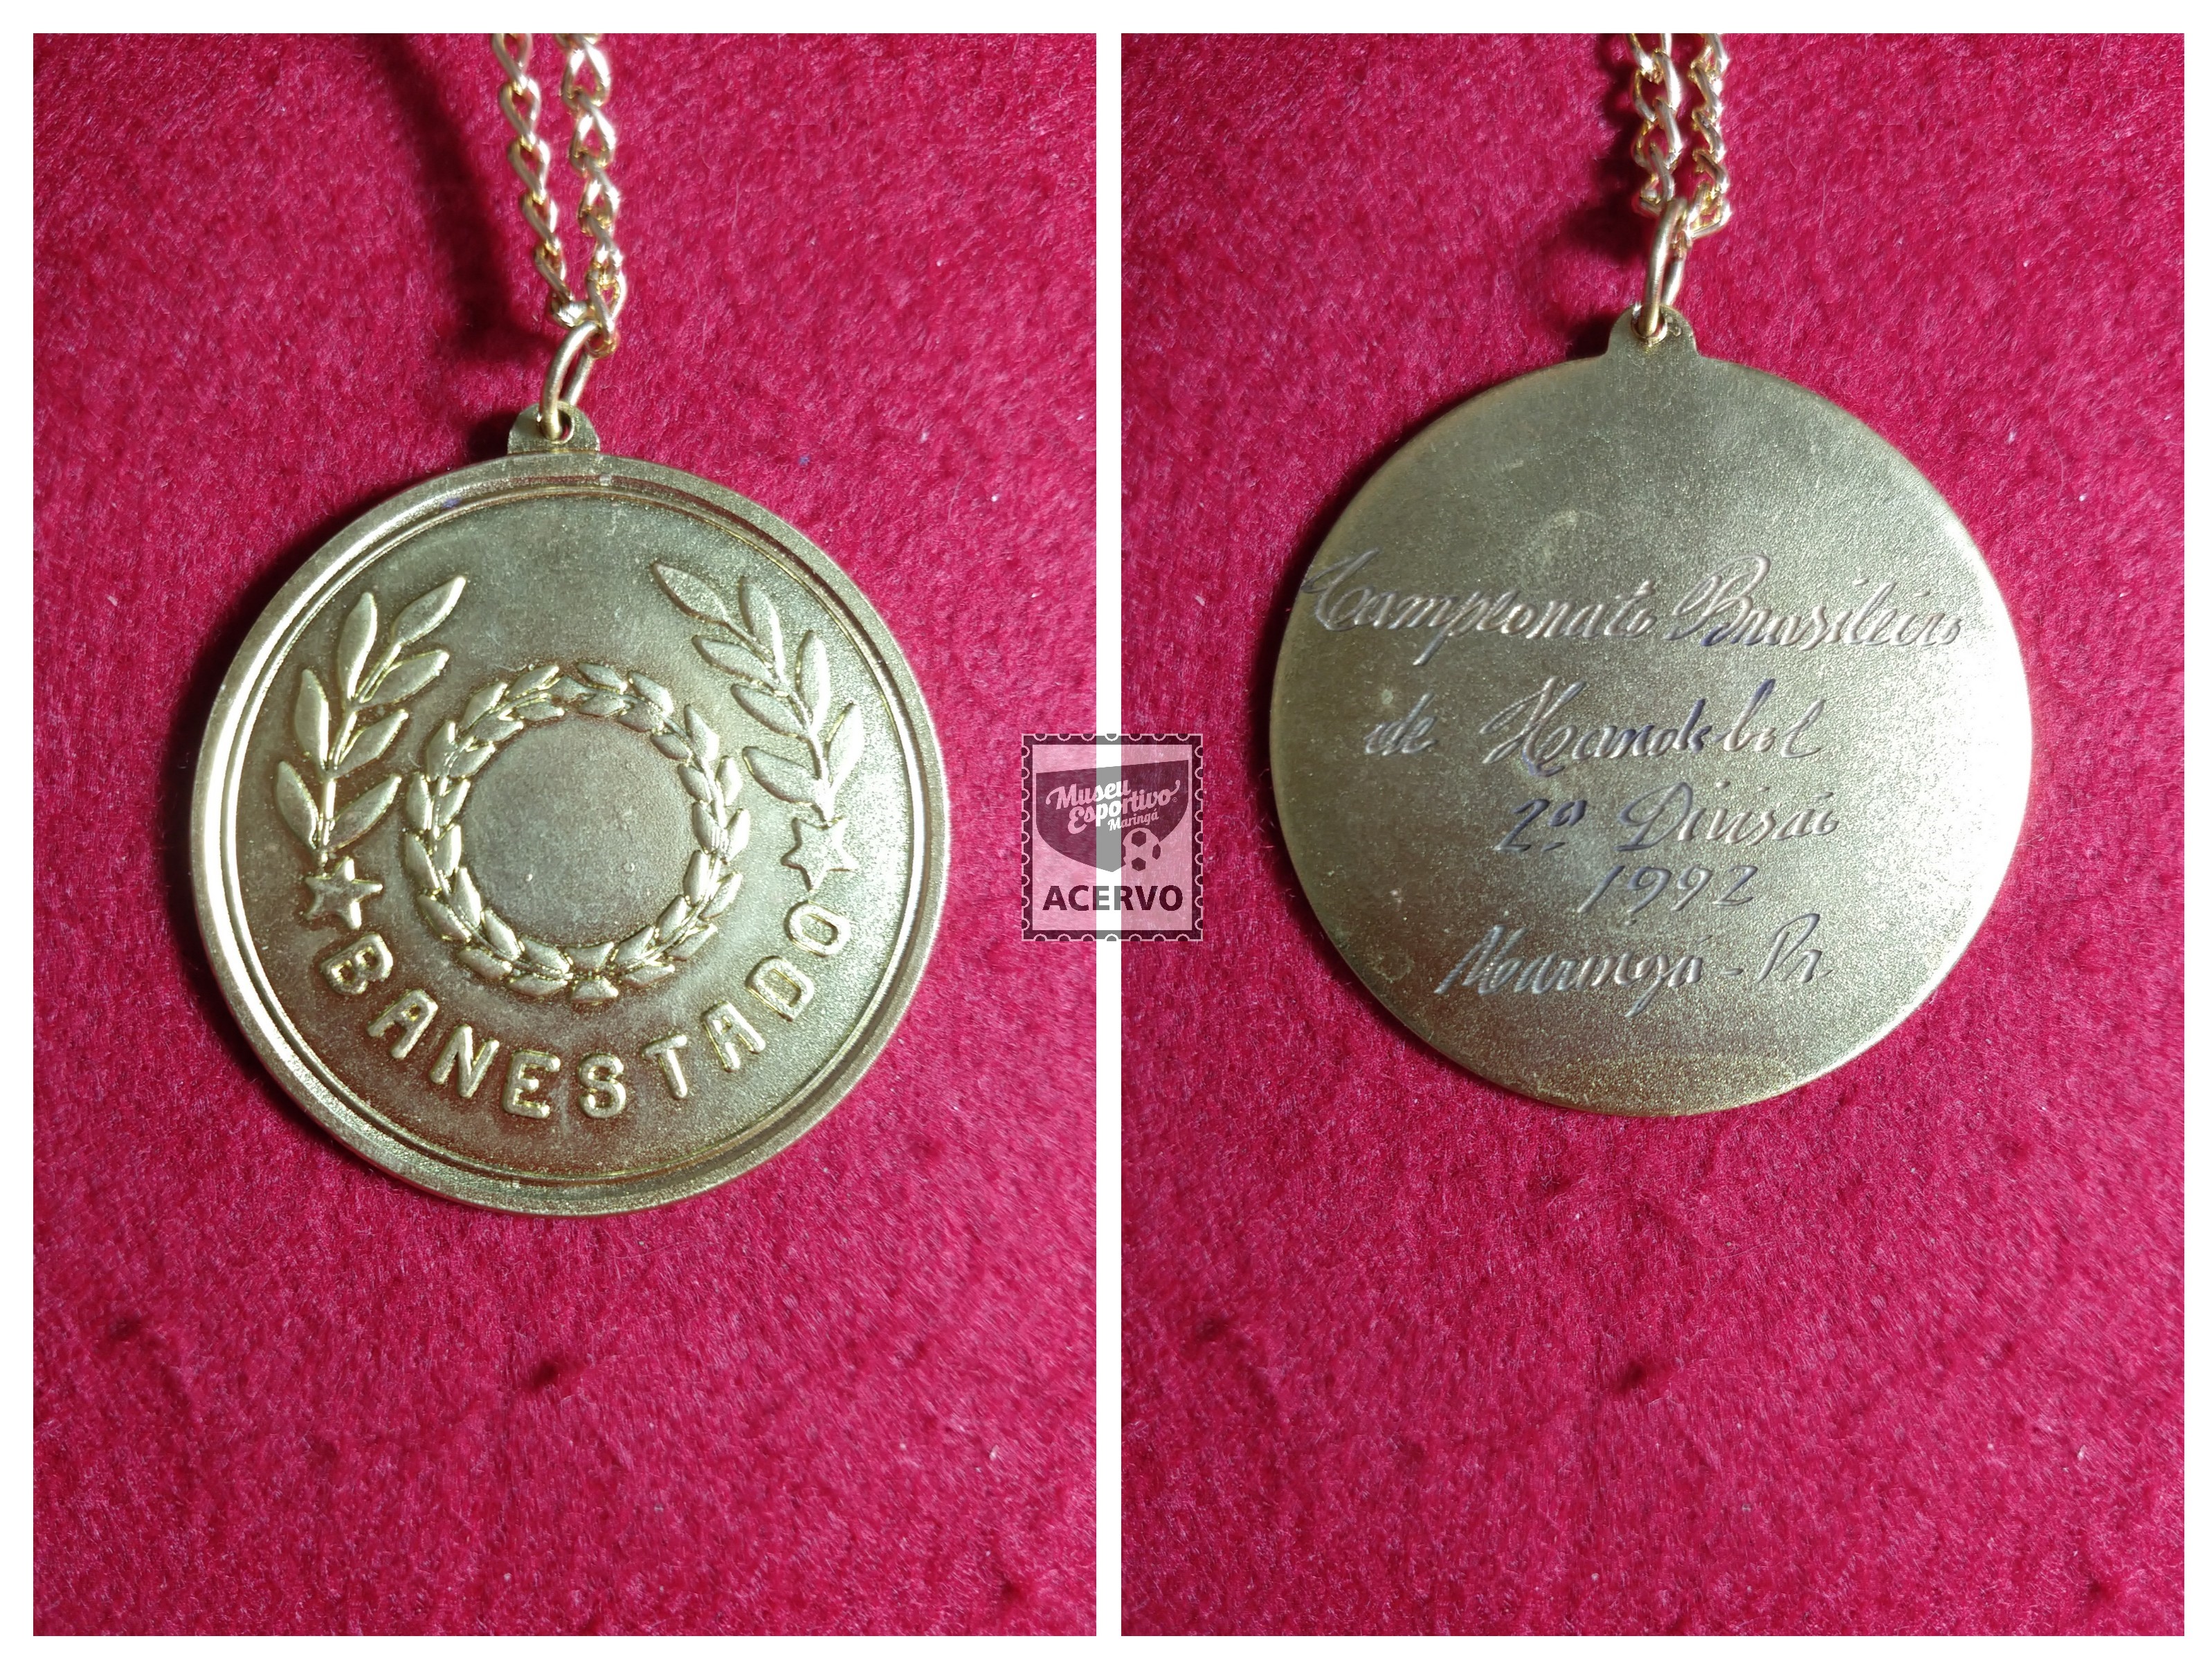 BANESTADO
Museu
Esportivo
Maringá
ACERVO
Campeonato Brasileiro
de Handebol
2ª Divisão
1992
Maringá - Pr